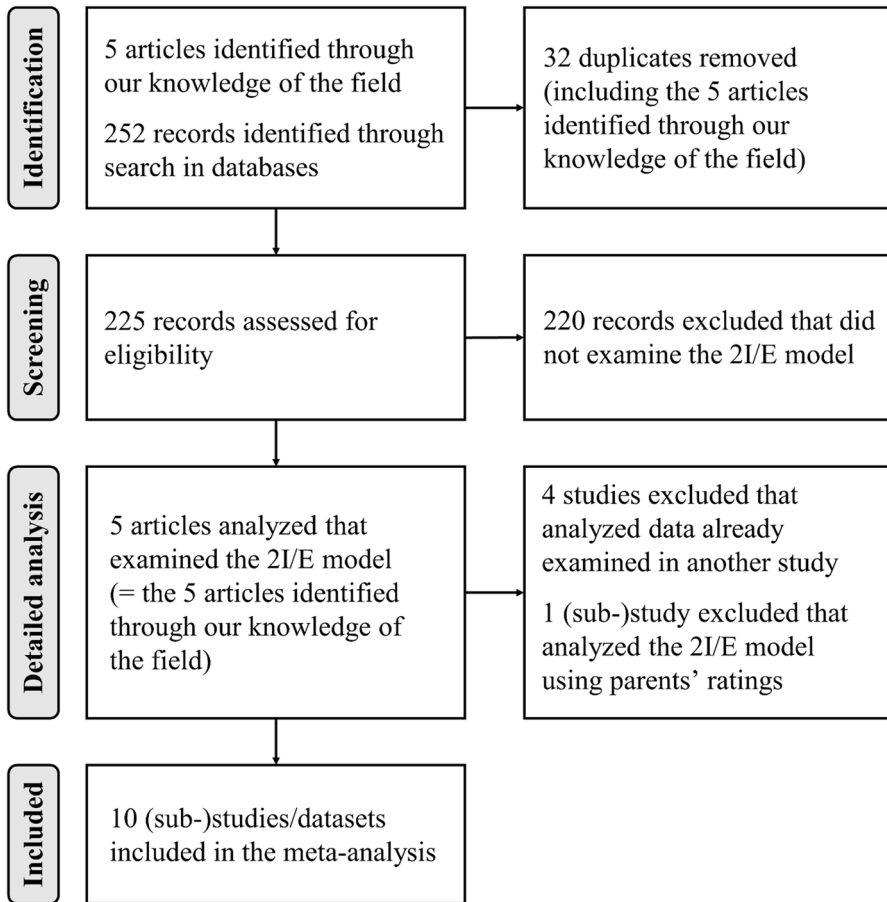 Identification
5 articles identified through
our knowledge of the field
252 records identified through
search in databases
32 duplicates removed
(including the 5 articles
identified through our
knowledge of the field)
Screening
225 records assessed for
eligibility
220 records excluded that did
not examine the 2I/E model
Detailed analysis
5 articles analyzed that
examined the 2I/E model
(= the 5 articles identified
through our knowledge of
the field)
4 studies excluded that
analyzed data already
examined in another study
1 (sub-)study excluded that
analyzed the 2I/E model
using parents’ ratings
Included
10 (sub-)studies/datasets
included in the meta-analysis